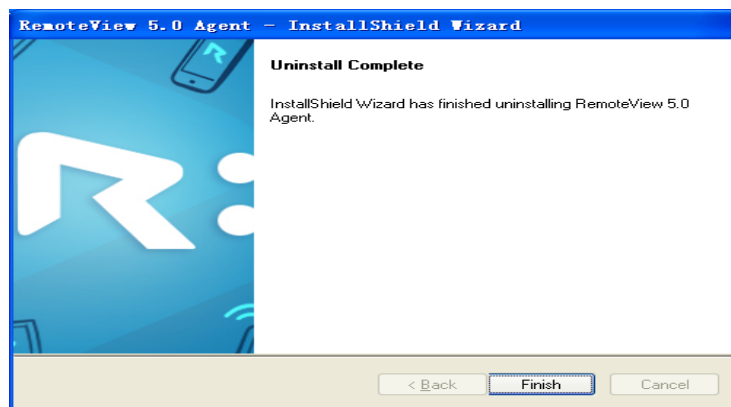 RemoteView 5.0 Agent - InstallShield Wizard
Uninstall Complete
InstallShield Wizard has finished uninstalling RemoteView 5.0
Agent.
R:
R
< Back
Finish
Cancel